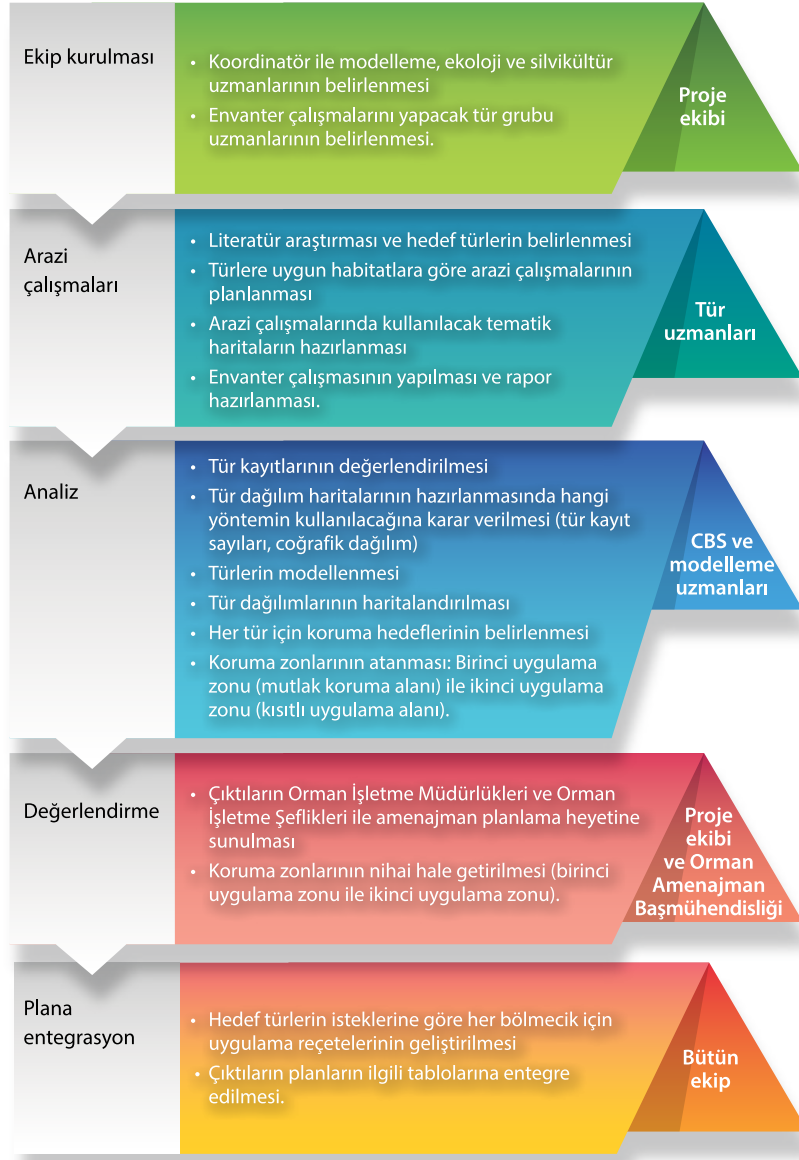 Ekip kurulması
• Koordinatör ile modelleme, ekoloji ve silvikültür
uzmanlarının belirlenmesi
• Envanter çalışmalarını yapacak tür grubu
uzmanlarının belirlenmesi.
Proje
ekibi
Arazi
çalışmaları
• Literatür araştırması ve hedef türlerin belirlenmesi
• Türlere uygun habitatlara göre arazi çalışmalarının
planlanması
• Arazi çalışmalarında kullanılacak tematik
haritaların hazırlanması
• Envanter çalışmasının yapılması ve rapor
hazırlanması.
Tür
uzmanları
Analiz
• Tür kayıtlarının değerlendirilmesi
• Tür dağılım haritalarının hazırlanmasında hangi
yöntemin kullanılacağına karar verilmesi (tür kayıt
sayıları, coğrafik dağılım)
• Türlerin modellenmesi
• Tür dağılımlarının haritalandırılması
• Her tür için koruma hedeflerinin belirlenmesi
• Koruma zonlarının atanması: Birinci uygulama
zonu (mutlak koruma alanı) ile ikinci uygulama
zonu (kısıtlı uygulama alanı).
CBS ve
modelleme
uzmanları
Değerlendirme
• Çıktıların Orman İşletme Müdürlükleri ve Orman
İşletme Şeflikleri ile amenajman planlama heyetine
sunulması
• Koruma zonlarının nihai hale getirilmesi (birinci
uygulama zonu ile ikinci uygulama zonu).
Proje
ekibi
ve Orman
Amenajman
Başmühendisliği
Plana
entegrasyon
• Hedef türlerin isteklerine göre her bölmecik için
uygulama reçetelerinin geliştirilmesi
• Çıktıların planların ilgili tablolarına entegre
edilmesi.
Bütün
ekip